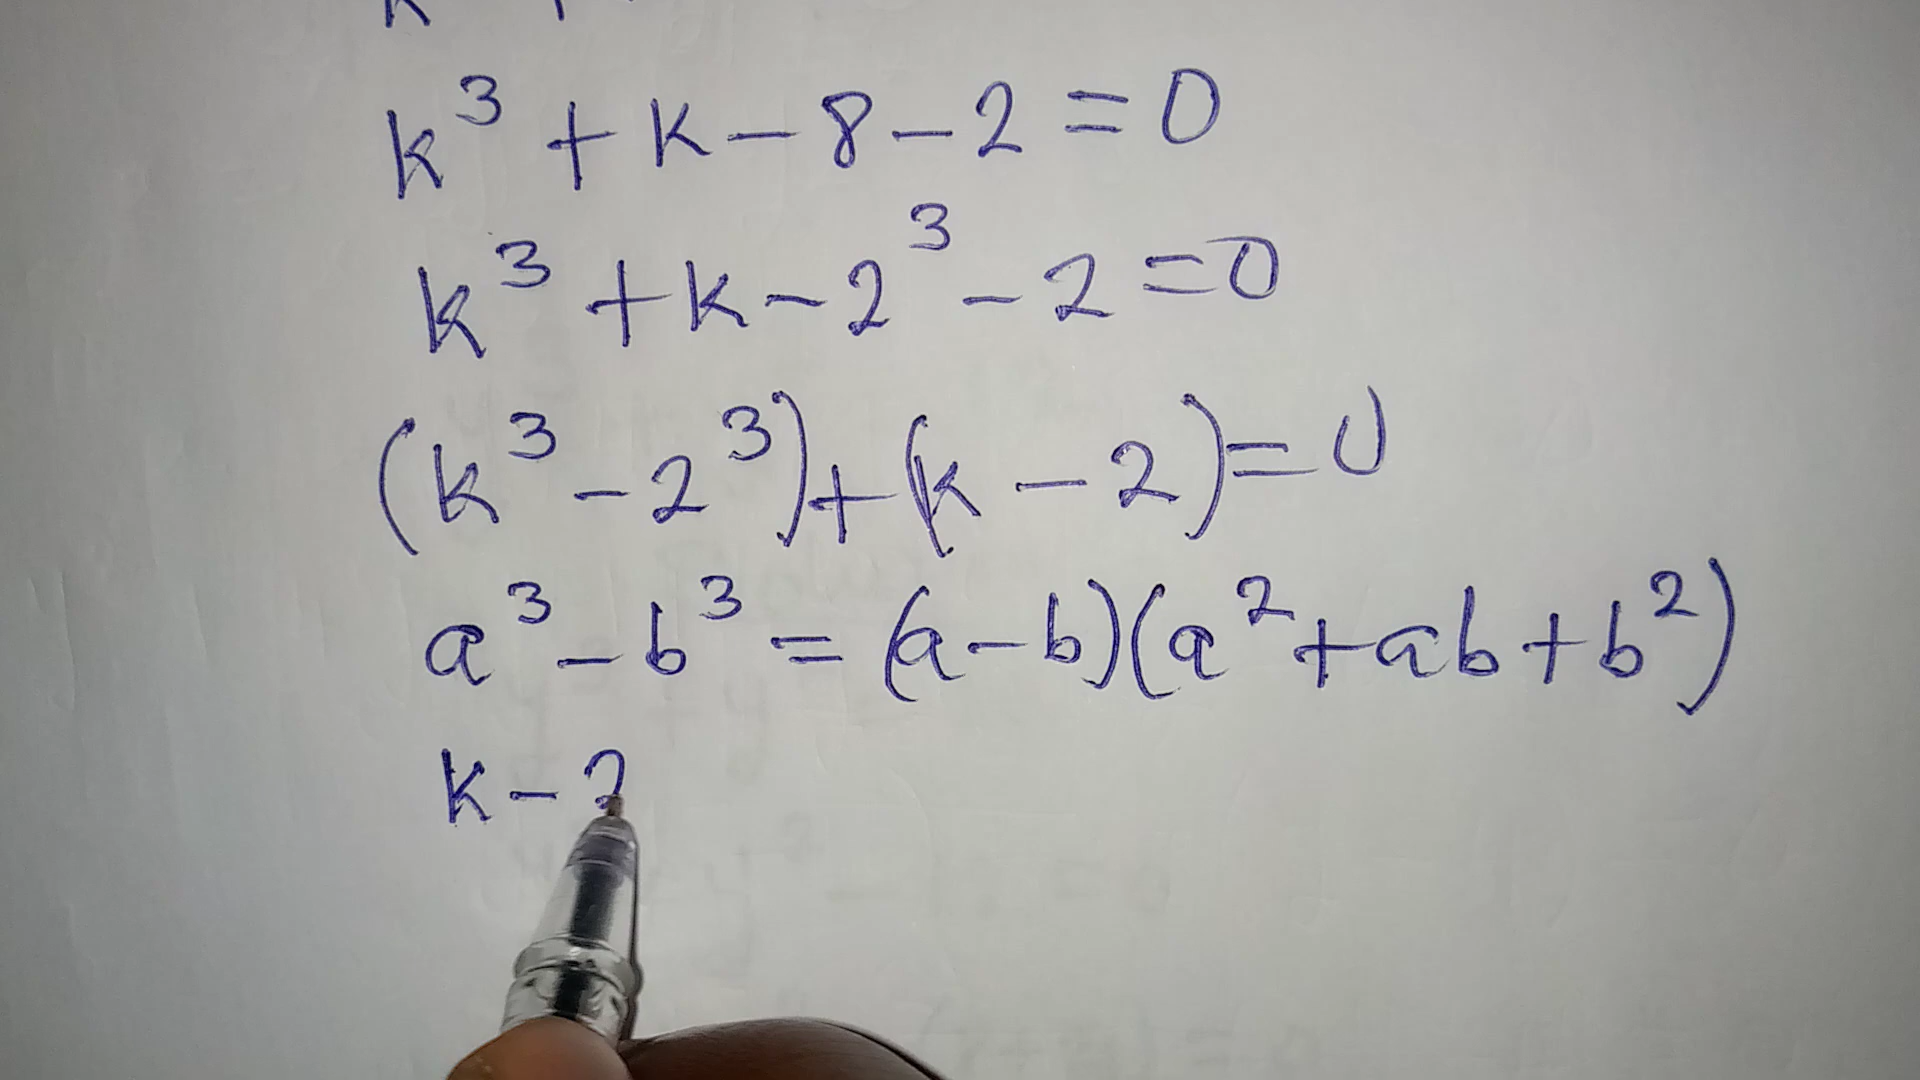 k³ + k - 8 - 2 = 0
k³ + k - 2³ - 2 = 0
(k³ - 2³) + (k - 2) = 0
a³ - b³ = (a - b)(a² + ab + b²)
k - 2